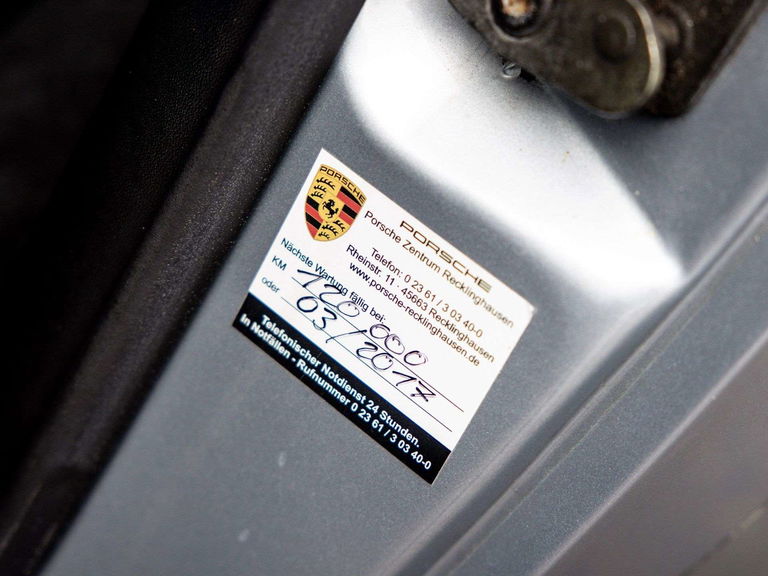 PORSCHE
PORSCHE
Porsche Zentrum Recklinghausen
Telefon: 0 23 61 / 3 03 40-0
Rheinstr. 11 · 45663 Recklinghausen
www.porsche-recklinghausen.de
Nächste Wartung fällig bei:
KM 120 000
oder 03/2017
Telefonischer Notdienst 24 Stunden.
In Notfällen - Rufnummer 0 23 61 / 3 03 40-0